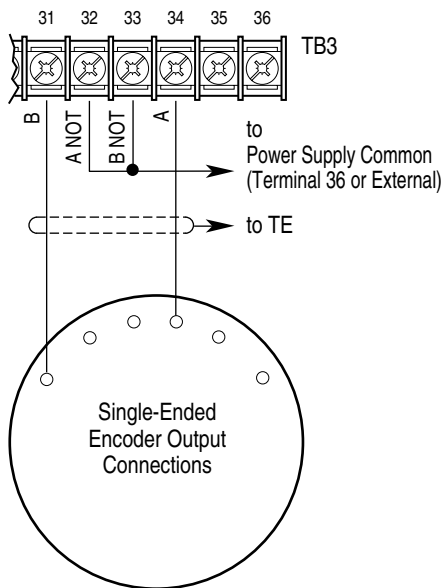 31 32 33 34 35 36
TB3
B
A NOT
B NOT
A
to
Power Supply Common
(Terminal 36 or External)
to TE
Single-Ended
Encoder Output
Connections